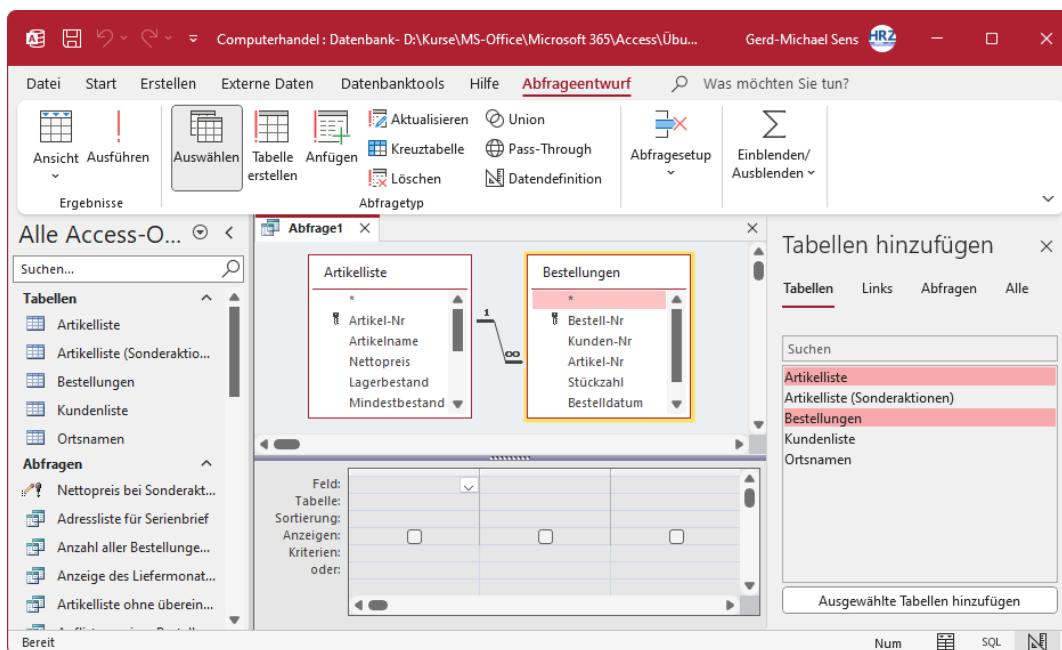 Computerhandel : Datenbank- D:\Kurse\MS-Office\Microsoft 365\Access\Übu... Gerd-Michael Sens HRZ
Datei Start Erstellen Externe Daten Datenbanktools Hilfe Abfrageentwurf Was möchten Sie tun?
Ansicht Ausführen Auswählen Tabelle erstellen Anfügen
Aktualisieren Union
Kreuztabelle Pass-Through
Löschen Datendefinition
Abfragesetup Einblenden/ Ausblenden
Ergebnisse Abfragetyp
Alle Access-O...
Suchen...
Tabellen
Artikelliste
Artikelliste (Sonderaktio...
Bestellungen
Kundenliste
Ortsnamen
Abfragen
Nettopreis bei Sonderakt...
Adressliste für Serienbrief
Anzahl aller Bestellunge...
Anzeige des Liefermonat...
Artikelliste ohne überein...
Abfrage1
Artikelliste
*
Artikel-Nr
Artikelname
Nettopreis
Lagerbestand
Mindestbestand
1
∞
Bestellungen
*
Bestell-Nr
Kunden-Nr
Artikel-Nr
Stückzahl
Bestelldatum
Feld:
Tabelle:
Sortierung:
Anzeigen:
Kriterien:
oder:
Tabellen hinzufügen
Tabellen Links Abfragen Alle
Suchen
Artikelliste
Artikelliste (Sonderaktionen)
Bestellungen
Kundenliste
Ortsnamen
Ausgewählte Tabellen hinzufügen
Bereit Num SQL